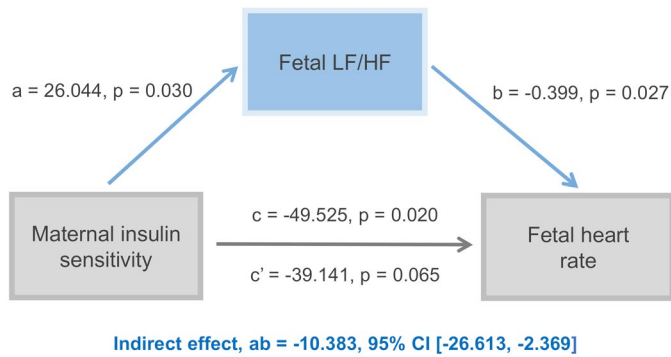 Fetal LF/HF
a = 26.044, p = 0.030
b = -0.399, p = 0.027
Maternal insulin
sensitivity
c = -49.525, p = 0.020
c' = -39.141, p = 0.065
Fetal heart
rate
Indirect effect, ab = -10.383, 95% CI [-26.613, -2.369]